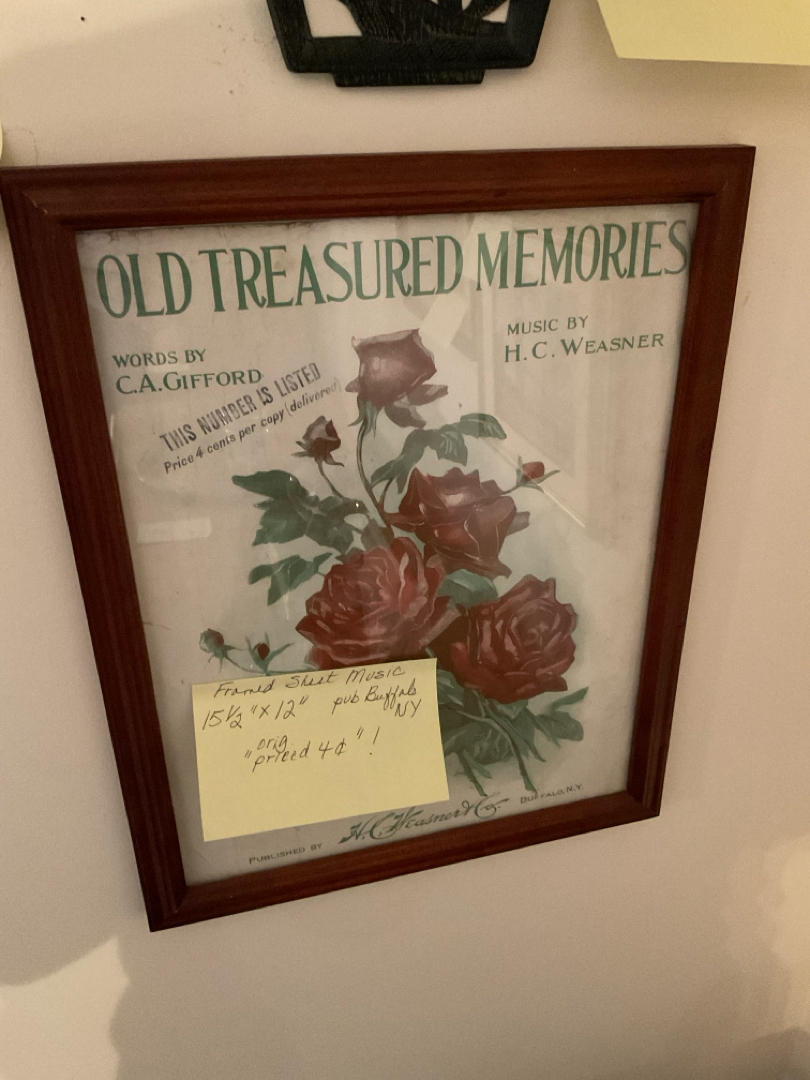 OLD TREASURED MEMORIES
WORDS BY
C.A.GIFFORD
MUSIC BY
H.C. WEASNER
THIS NUMBER IS LISTED
Price 4 cents per copy (delivered)
Framed Sheet Music
15½" x 12" pub Buffalo
NY
"orig
priced 4¢"!
PUBLISHED BY H.C. Weasner & Co. BUFFALO, N.Y.